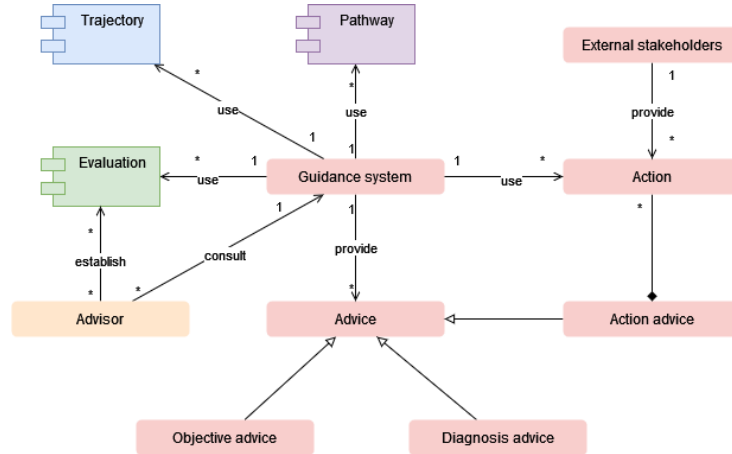 Trajectory
Pathway
External stakeholders
*
*
1
use
use
provide
1
1
*
Evaluation
*
1
Guidance system
1
*
Action
use
use
*
1
1
*
consult
provide
establish
*
*
*
Advisor
Advice
Action advice
Objective advice
Diagnosis advice